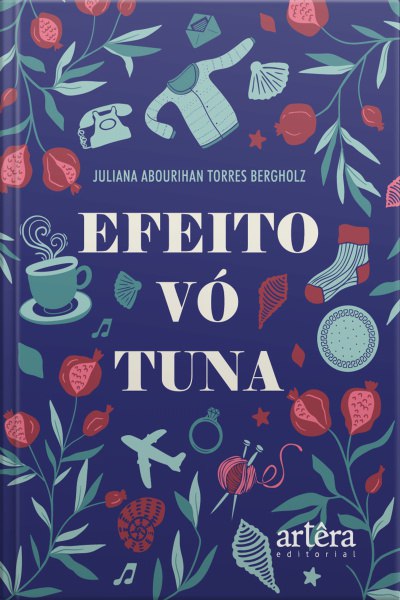 JULIANA ABOURIHAN TORRES BERGHOLZ
EFEITO
VÓ
TUNA
artêra
editorial